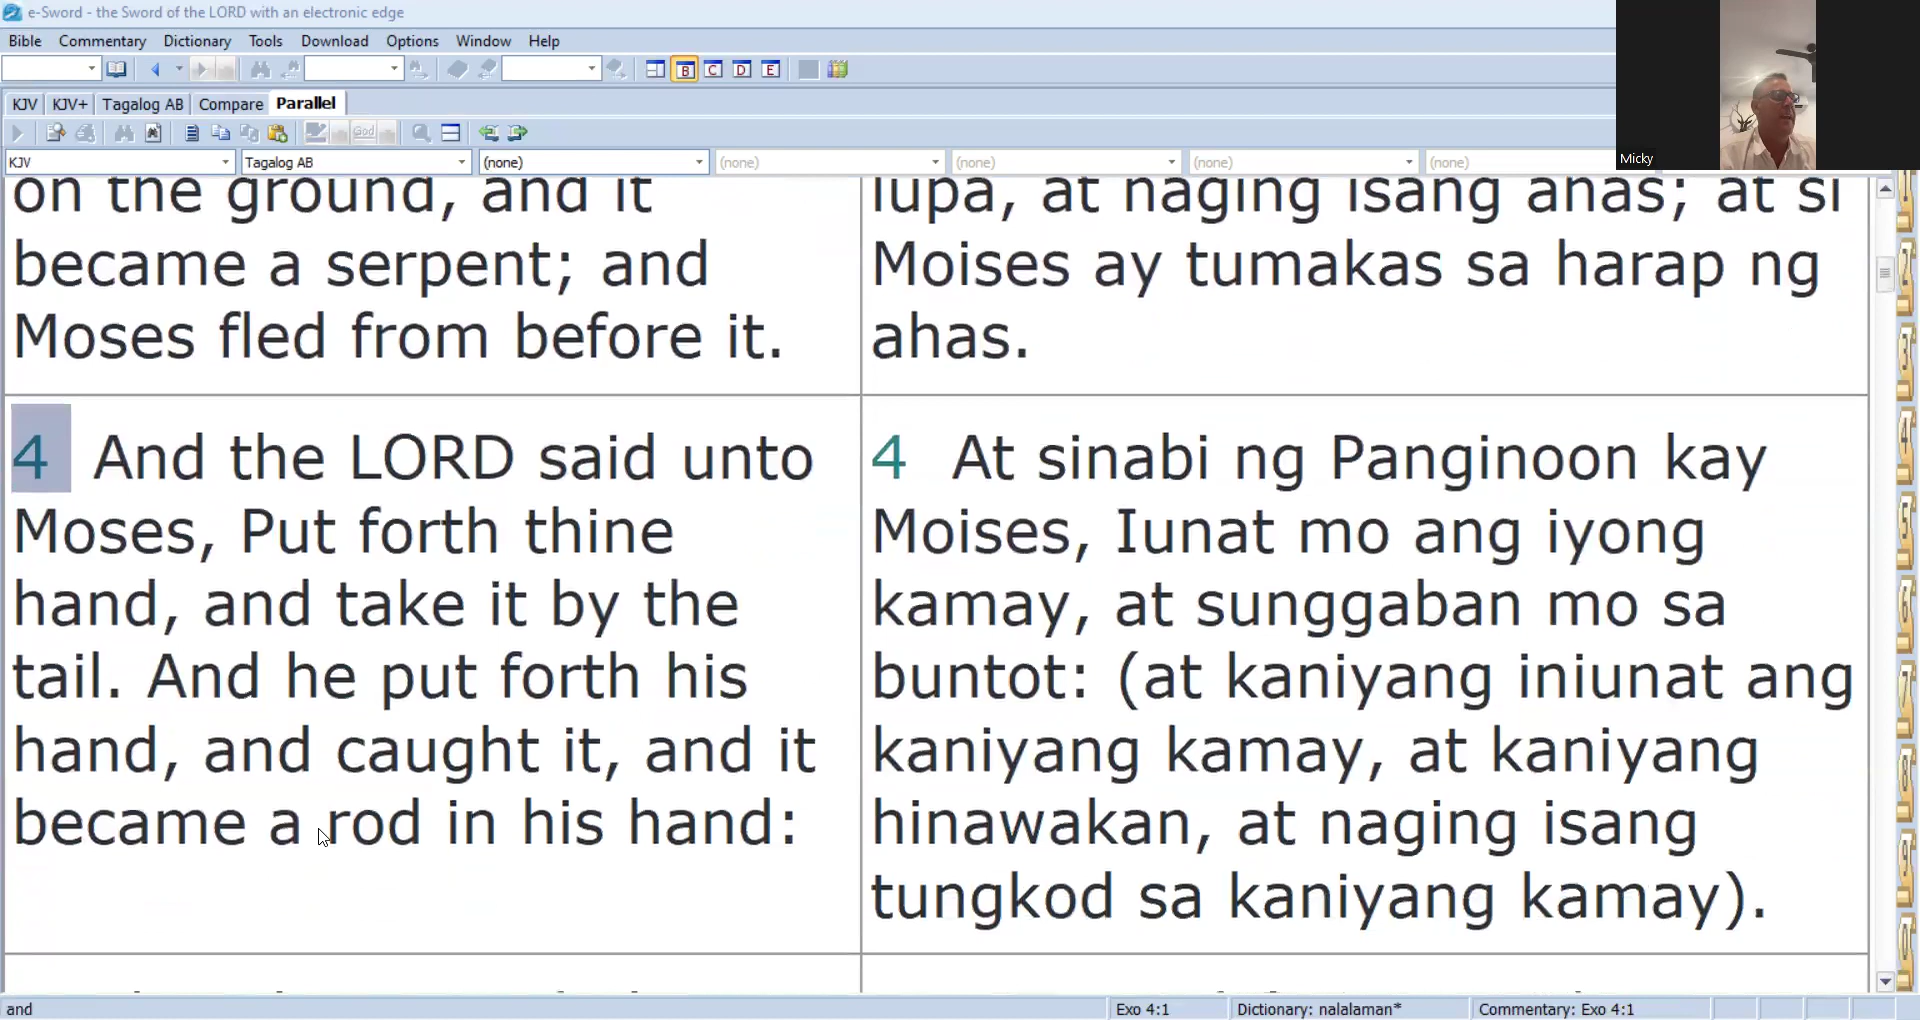 e-Sword - the Sword of the LORD with an electronic edge
Bible Commentary Dictionary Tools Download Options Window Help
B C D E
KJV KJV+ Tagalog AB Compare Parallel
God
KJV Tagalog AB (none) (none) (none) (none) (none)
Micky
on the ground, and it
became a serpent; and
Moses fled from before it.
lupa, at naging isang ahas; at si
Moises ay tumakas sa harap ng
ahas.
4 And the LORD said unto
Moses, Put forth thine
hand, and take it by the
tail. And he put forth his
hand, and caught it, and it
became a rod in his hand:
4 At sinabi ng Panginoon kay
Moises, Iunat mo ang iyong
kamay, at sunggaban mo sa
buntot: (at kaniyang iniunat ang
kaniyang kamay, at kaniyang
hinawakan, at naging isang
tungkod sa kaniyang kamay).
and Exo 4:1 Dictionary: nalalaman* Commentary: Exo 4:1